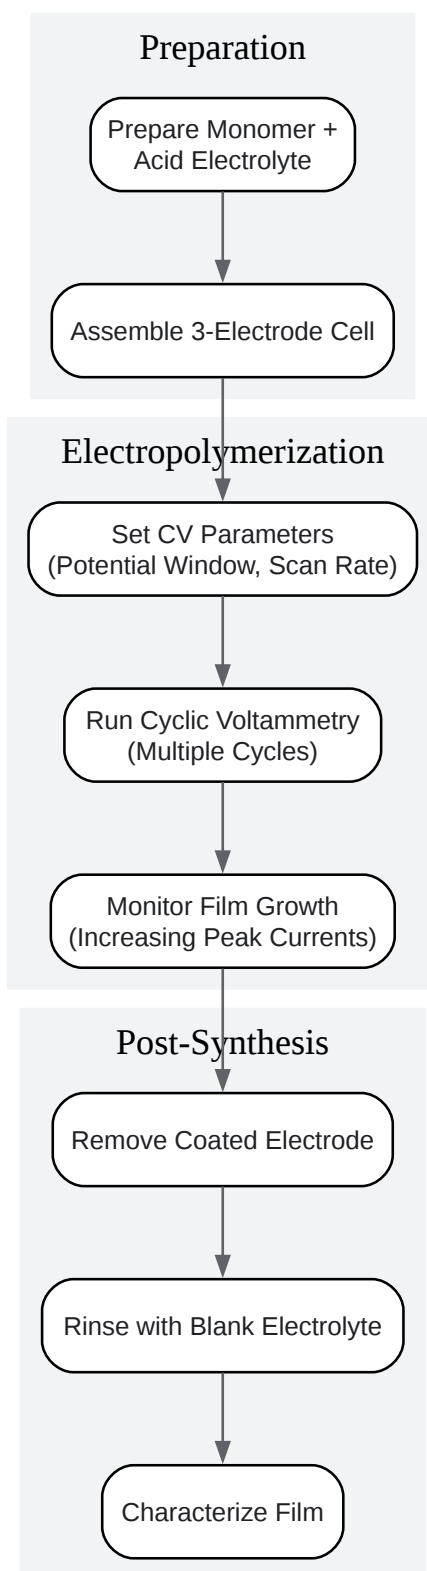 Preparation
Prepare Monomer +
Acid Electrolyte
Assemble 3-Electrode Cell
Electropolymerization
Set CV Parameters
(Potential Window, Scan Rate)
Run Cyclic Voltammetry
(Multiple Cycles)
Monitor Film Growth
(Increasing Peak Currents)
Post-Synthesis
Remove Coated Electrode
Rinse with Blank Electrolyte
Characterize Film